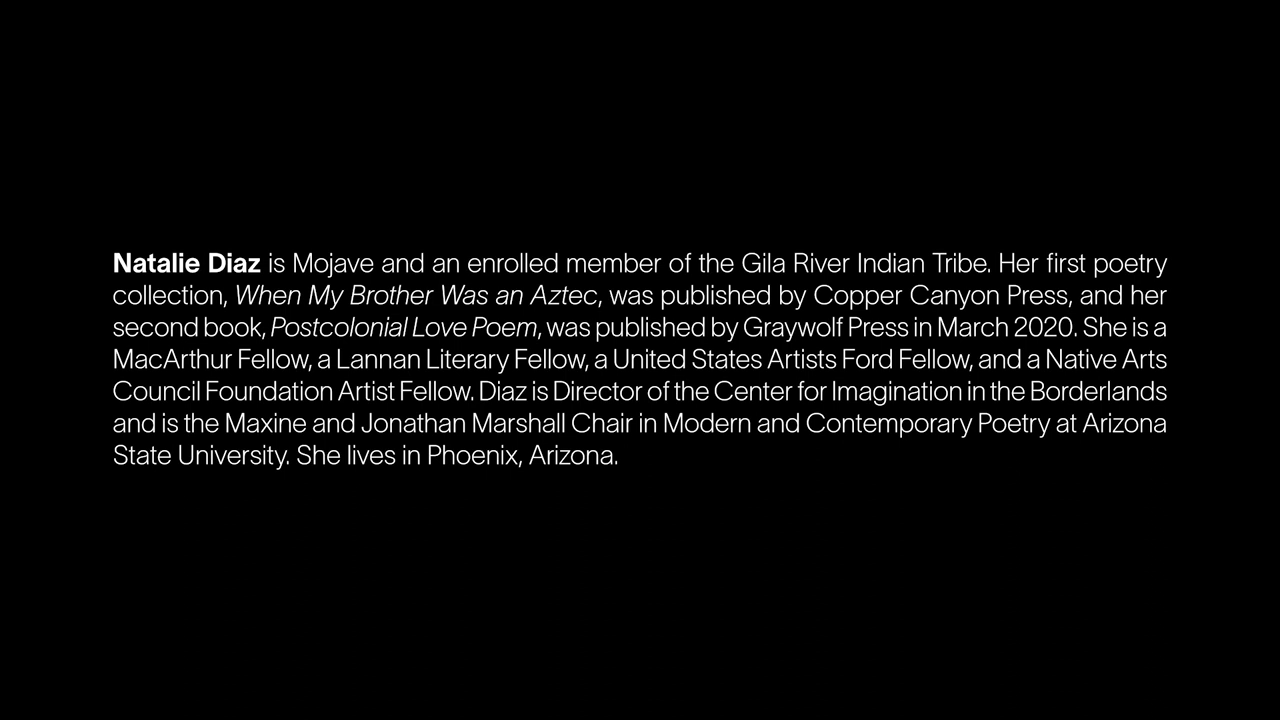 Natalie Diaz is Mojave and an enrolled member of the Gila River Indian Tribe. Her first poetry
collection, When My Brother Was an Aztec, was published by Copper Canyon Press, and her
second book, Postcolonial Love Poem, was published by Graywolf Press in March 2020. She is a
MacArthur Fellow, a Lannan Literary Fellow, a United States Artists Ford Fellow, and a Native Arts
Council Foundation Artist Fellow. Diaz is Director of the Center for Imagination in the Borderlands
and is the Maxine and Jonathan Marshall Chair in Modern and Contemporary Poetry at Arizona
State University. She lives in Phoenix, Arizona.